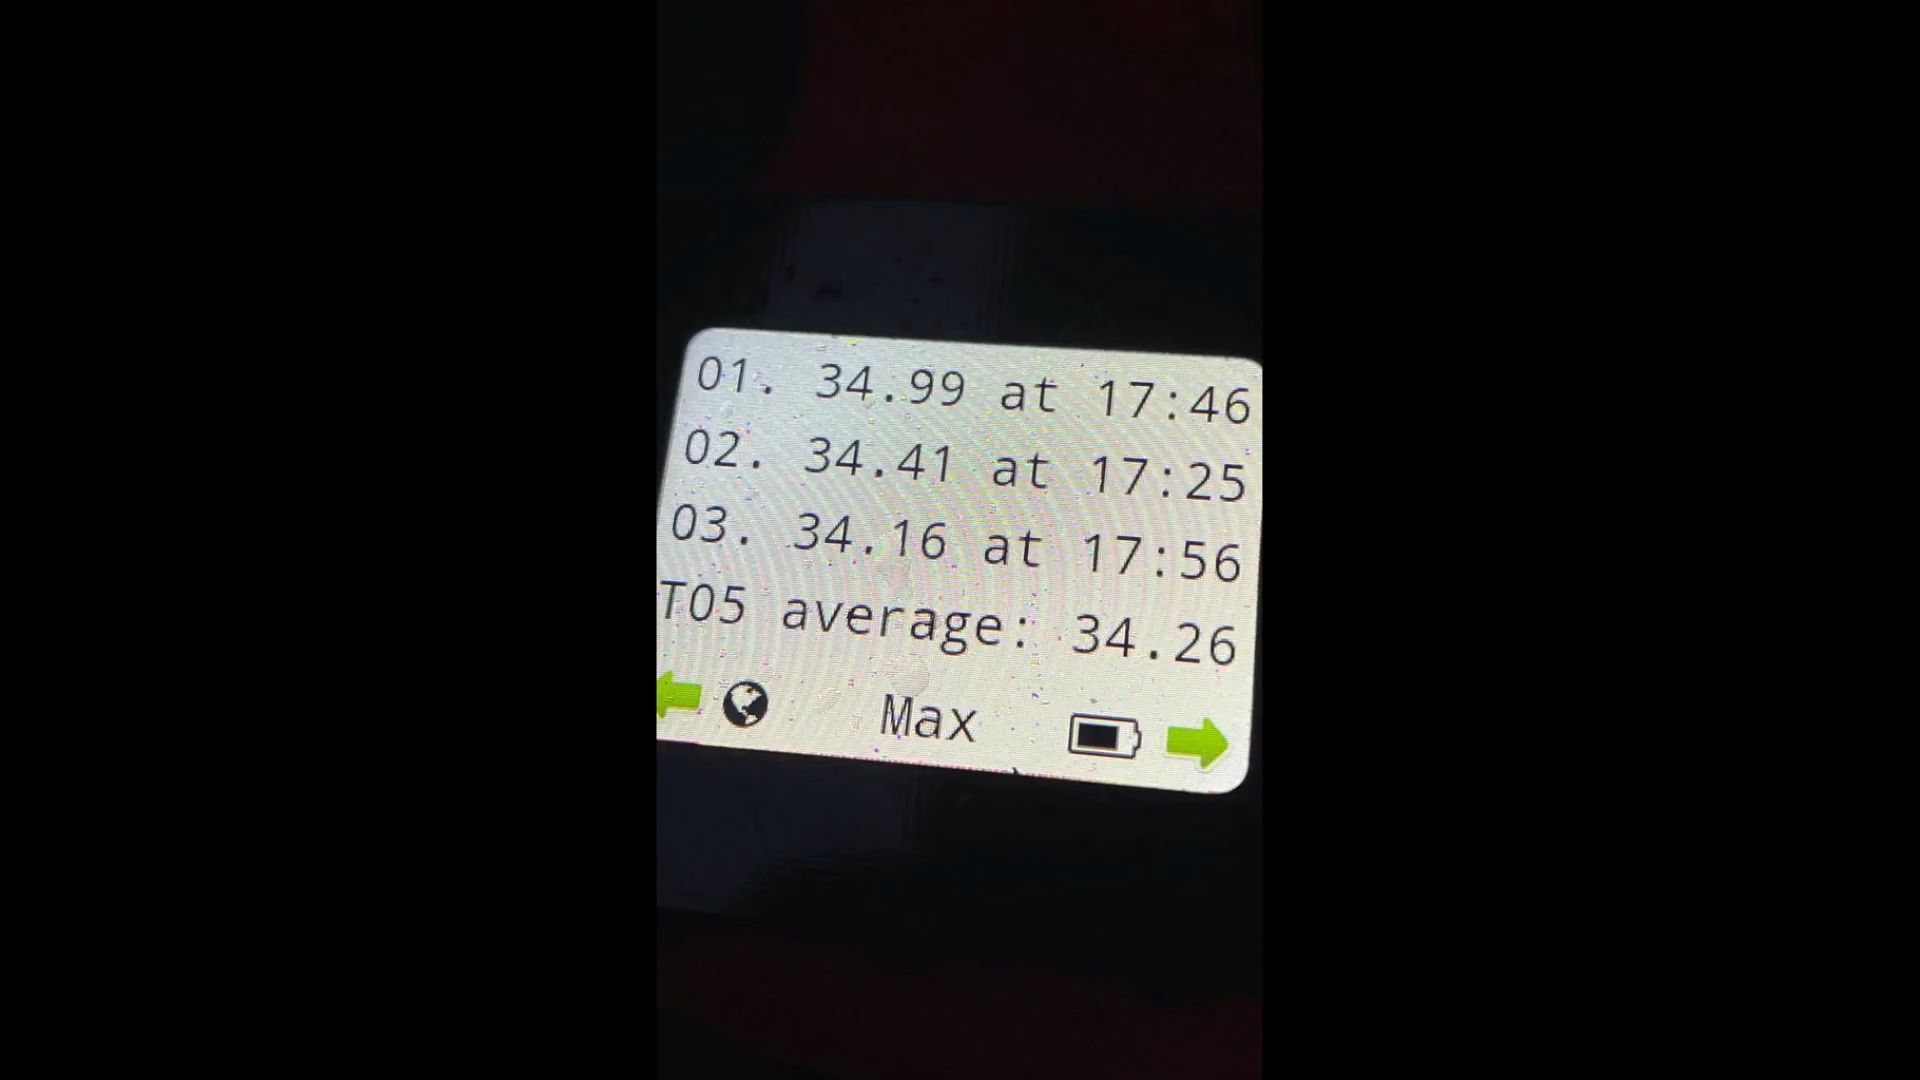 01. 34.99 at 17:46
02. 34.41 at 17:25
03. 34.16 at 17:56
T05 average: 34.26
Max